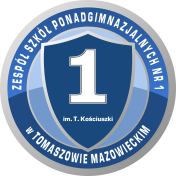 ZESPÓŁ SZKÓŁ PONADGIMNAZJALNYCH NR 1
1
im. T. Kościuszki
w TOMASZOWIE MAZOWIECKIM